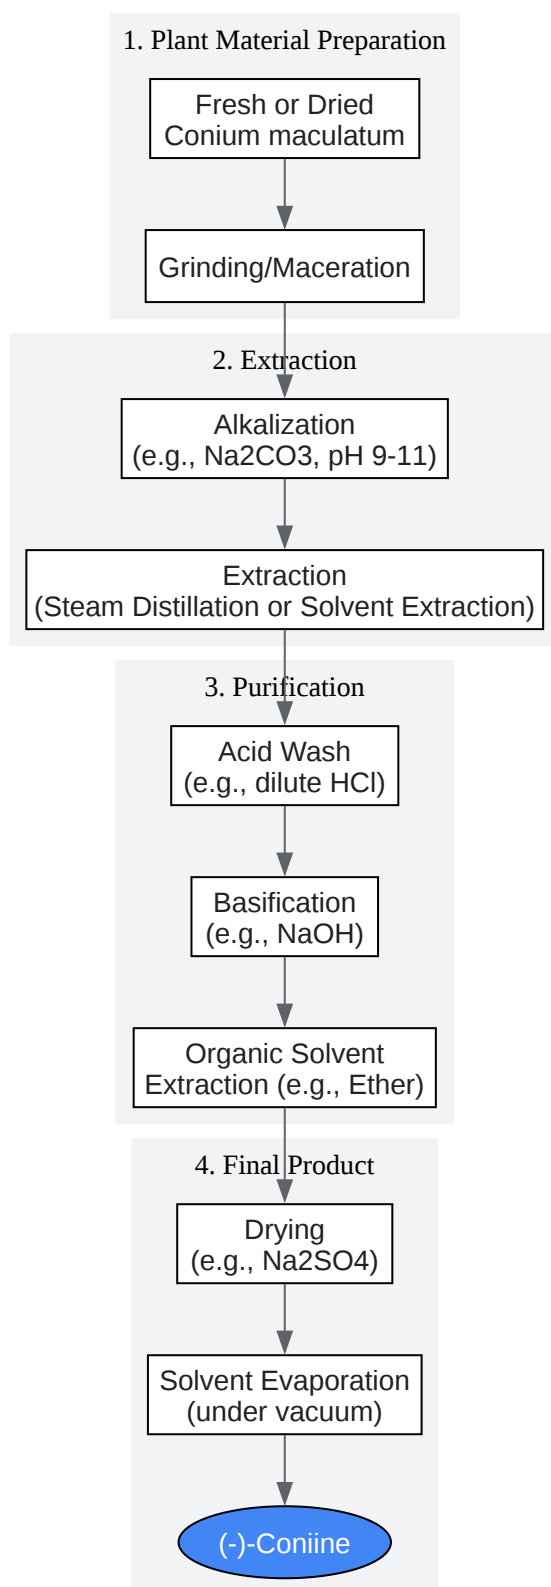 1. Plant Material Preparation
Fresh or Dried
Conium maculatum
Grinding/Maceration
2. Extraction
Alkalization
(e.g., Na2CO3, pH 9-11)
Extraction
(Steam Distillation or Solvent Extraction)
3. Purification
Acid Wash
(e.g., dilute HCl)
Basification
(e.g., NaOH)
Organic Solvent
Extraction (e.g., Ether)
4. Final Product
Drying
(e.g., Na2SO4)
Solvent Evaporation
(under vacuum)
(-)-Coniine